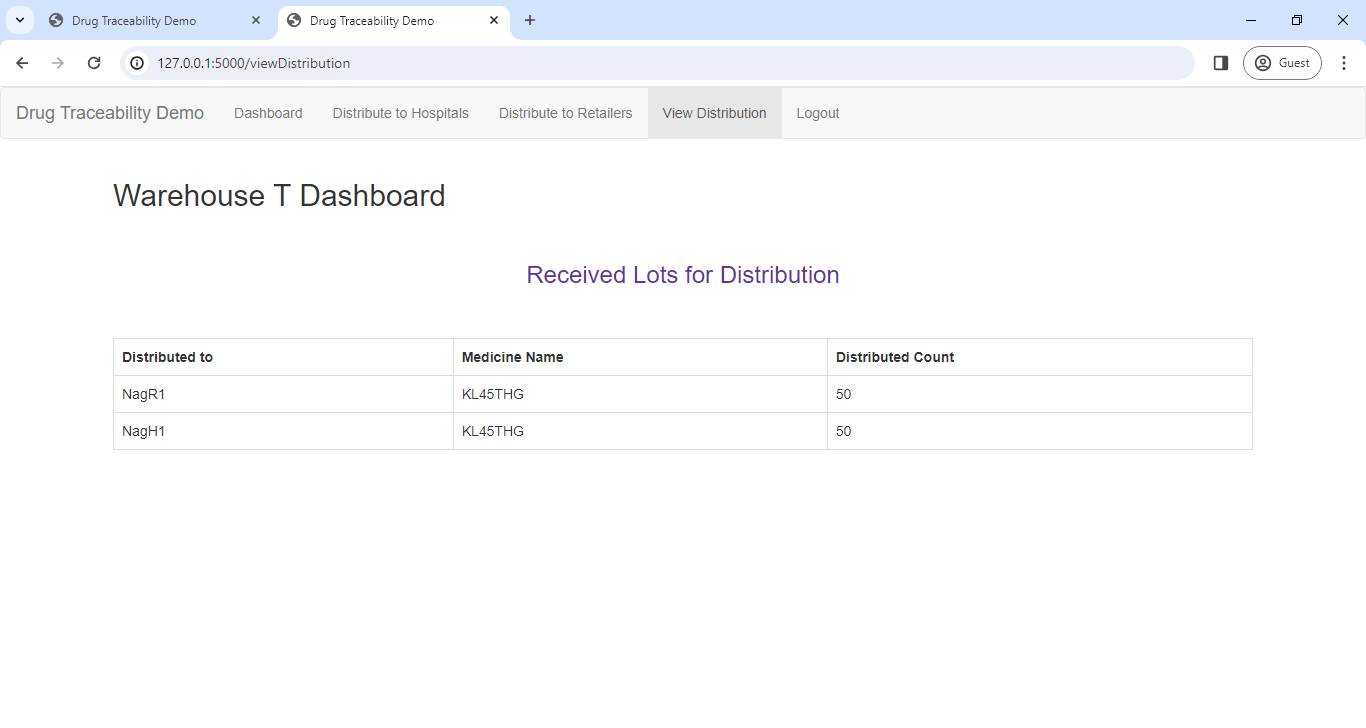 Drug Traceability Demo Drug Traceability Demo
127.0.0.1:5000/viewDistribution Guest
Drug Traceability Demo Dashboard Distribute to Hospitals Distribute to Retailers View Distribution Logout
Warehouse T Dashboard
Received Lots for Distribution
Distributed to Medicine Name Distributed Count
NagR1 KL45THG 50
NagH1 KL45THG 50